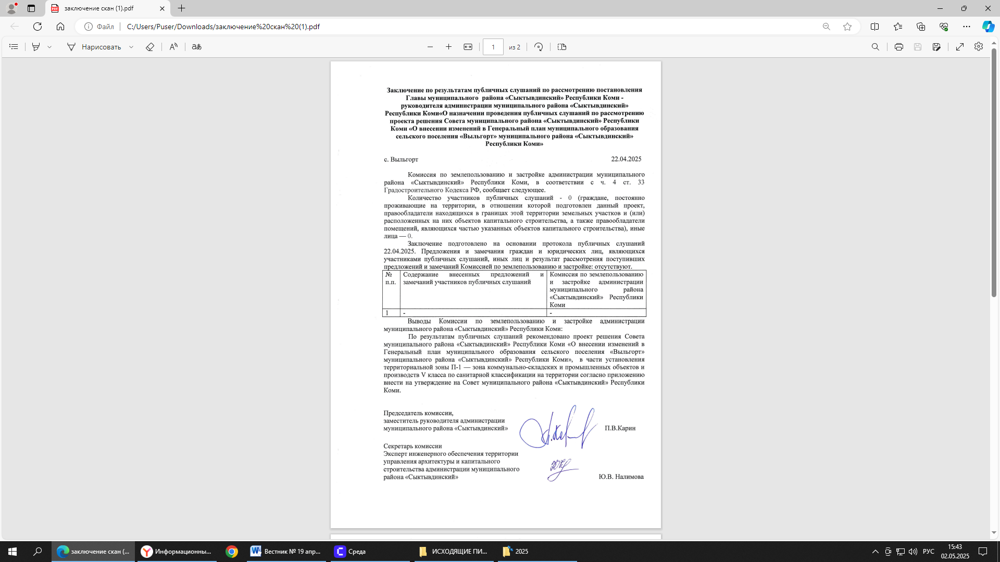 заключение скан (1).pdf
Файл
C:/Users/Puser/Downloads/заключение%20скан%20(1).pdf
Нарисовать
1
из 2
Заключение по результатам публичных слушаний по рассмотрению постановления
Главы муниципального района «Сыктывдинский» Республики Коми -
руководителя администрации муниципального района «Сыктывдинский»
Республики Коми«О назначении проведения публичных слушаний по рассмотрению
проекта решения Совета муниципального района «Сыктывдинский» Республики
Коми «О внесении изменений в Генеральный план муниципального образования
сельского поселения «Выльгорт» муниципального района «Сыктывдинский»
Республики Коми»
с. Выльгорт 22.04.2025
Комиссия по землепользованию и застройке администрации муниципального
района «Сыктывдинский» Республики Коми, в соответствии с ч. 4 ст. 33
Градостроительного Кодекса РФ, сообщает следующее.
Количество участников публичных слушаний - 0 (граждане, постоянно
проживающие на территории, в отношении которой подготовлен данный проект,
правообладатели находящихся в границах этой территории земельных участков и (или)
расположенных на них объектов капитального строительства, а также правообладатели
помещений, являющихся частью указанных объектов капитального строительства), иные
лица — 0.
Заключение подготовлено на основании протокола публичных слушаний
22.04.2025. Предложения и замечания граждан и юридических лиц, являющихся
участниками публичных слушаний, иных лиц и результат рассмотрения поступивших
предложений и замечаний Комиссией по землепользованию и застройке: отсутствуют.
№ п.п.
Содержание внесенных предложений и
замечаний участников публичных слушаний
Комиссия по землепользованию
и застройке администрации
муниципального района
«Сыктывдинский» Республики
Коми
1 - -
Выводы Комиссии по землепользованию и застройке администрации
муниципального района «Сыктывдинский» Республики Коми:
По результатам публичных слушаний рекомендовано проект решения Совета
муниципального района «Сыктывдинский» Республики Коми «О внесении изменений в
Генеральный план муниципального образования сельского поселения «Выльгорт»
муниципального района «Сыктывдинский» Республики Коми», в части установления
территориальной зоны П-1 — зона коммунально-складских и промышленных объектов и
производств V класса по санитарной классификации на территории согласно приложению
внести на утверждение на Совет муниципального района «Сыктывдинский» Республики
Коми.
Председатель комиссии,
заместитель руководителя администрации
муниципального района «Сыктывдинский» П.В.Карин
Секретарь комиссии
Эксперт инженерного обеспечения территории
управления архитектуры и капитального
строительства администрации муниципального
района «Сыктывдинский» Ю.В. Налимова
заключение скан (...
Информационны...
Вестник № 19 апр...
Среда
ИСХОДЯЩИЕ ПИ...
2025
РУС
15:43
02.05.2025